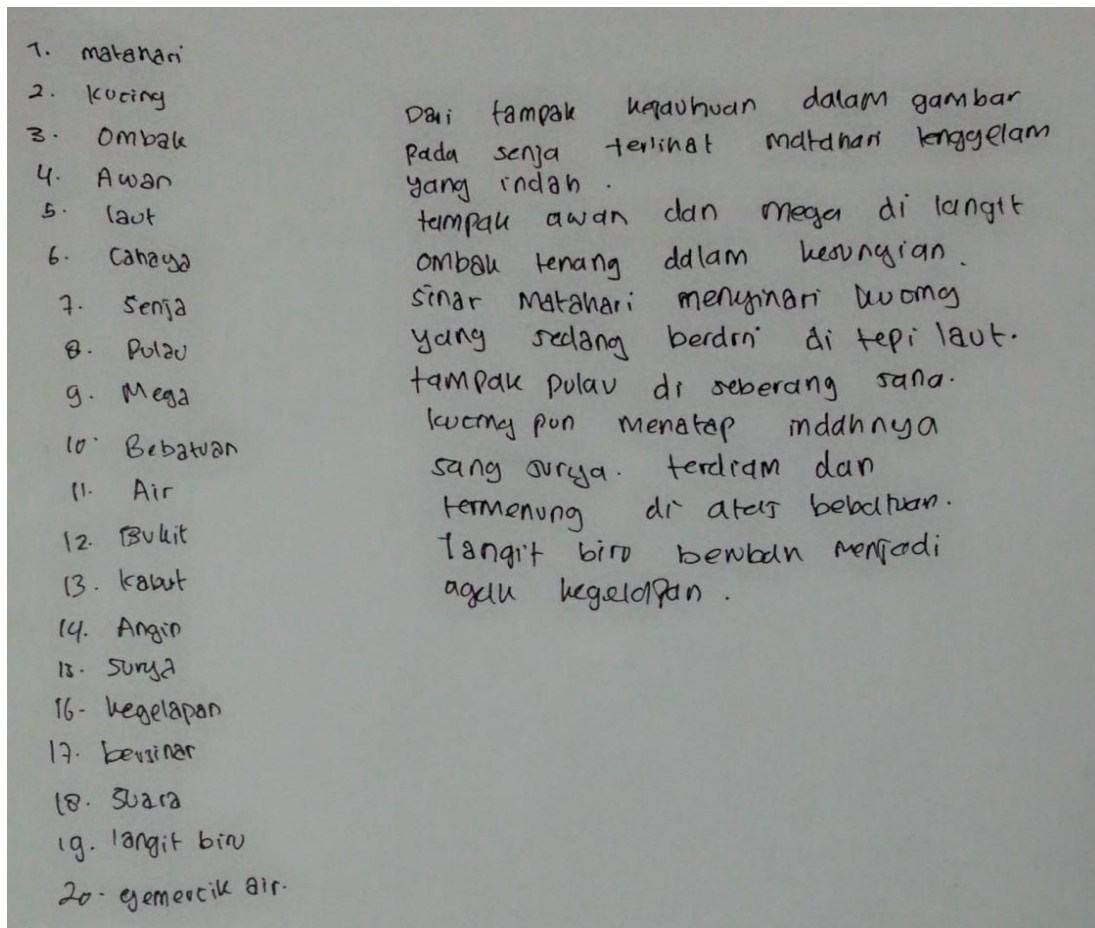 1. matahari
2. kucing
3. Ombak
4. Awan
5. laut
6. Cahaya
7. Senja
8. Pulau
9. Mega
10. Bebatuan
11. Air
12. Bukit
13. kabut
14. Angin
15. surya
16- kegelapan
17. bersinar
18. Suara
19. langit biru
20. gemercik air.
Dari tampak kejauhuan dalam gambar
pada senja terlihat matahari tenggelam
yang indah.
tampak awan dan mega di langit
ombak tenang dalam kesungian.
sinar matahari menyinari kucing
yang sedang berdiri di tepi laut.
tampak pulau di seberang sana.
kucing pun menatap indahnya
sang surya. terdiam dan
termenung di atas bebatuan.
langit biru berubah menjadi
agak kegelapan.